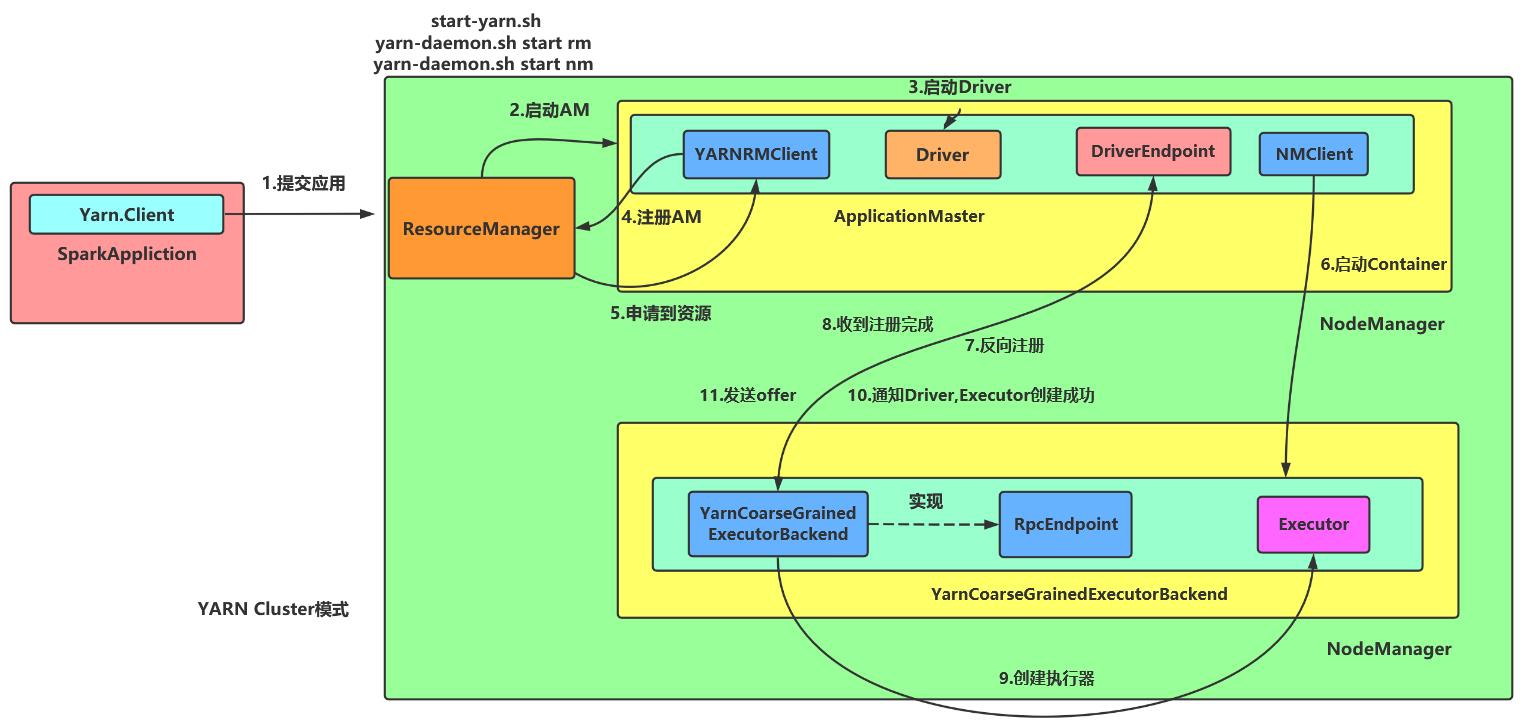 start-yarn.sh
yarn-daemon.sh start rm
yarn-daemon.sh start nm
3.启动Driver
2.启动AM
YARNRMClient
Driver
DriverEndpoint
NMClient
1.提交应用
Yarn.Client
SparkAppliction
ResourceManager
4.注册AM
ApplicationMaster
6.启动Container
5.申请到资源
8.收到注册完成
7.反向注册
NodeManager
11.发送offer
10.通知Driver,Executor创建成功
YarnCoarseGrained
ExecutorBackend
实现
RpcEndpoint
Executor
YarnCoarseGrainedExecutorBackend
YARN Cluster模式
NodeManager
9.创建执行器